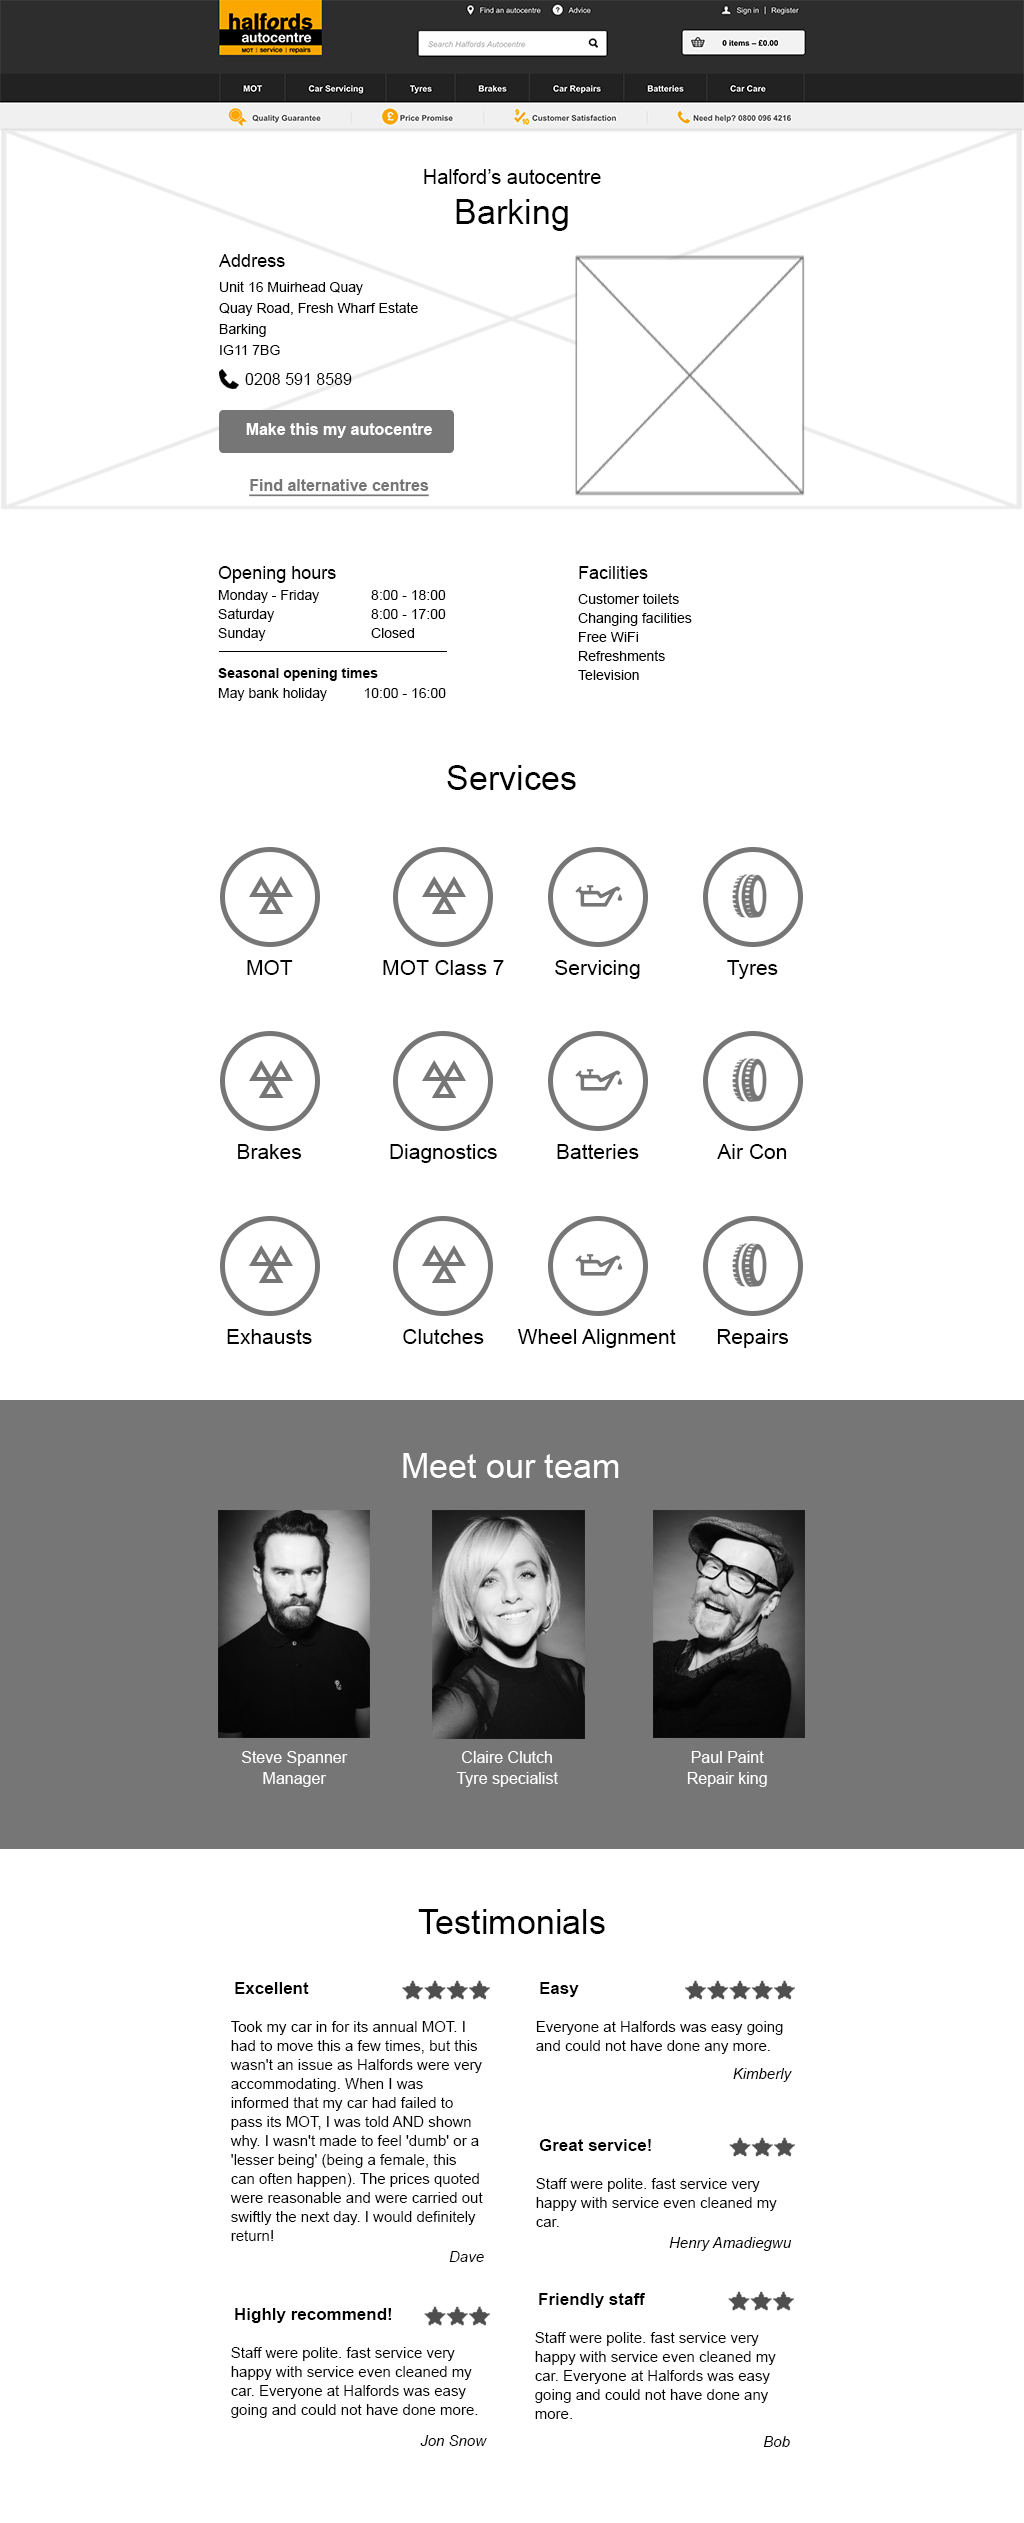 halfords
autocentre
MOT | service | repairs
Find an autocentre
Advice
Sign in | Register
Search Halfords Autocentre
0 items – £0.00
MOT
Car Servicing
Tyres
Brakes
Car Repairs
Batteries
Car Care
Quality Guarantee
£ Price Promise
9/10 Customer Satisfaction
Need help? 0800 096 4216
Halford's autocentre
Barking
Address
Unit 16 Muirhead Quay
Quay Road, Fresh Wharf Estate
Barking
IG11 7BG
0208 591 8589
Make this my autocentre
Find alternative centres
Opening hours
Monday - Friday 8:00 - 18:00
Saturday 8:00 - 17:00
Sunday Closed
Seasonal opening times
May bank holiday 10:00 - 16:00
Facilities
Customer toilets
Changing facilities
Free WiFi
Refreshments
Television
Services
MOT
MOT Class 7
Servicing
Tyres
Brakes
Diagnostics
Batteries
Air Con
Exhausts
Clutches
Wheel Alignment
Repairs
Meet our team
Steve Spanner
Manager
Claire Clutch
Tyre specialist
Paul Paint
Repair king
Testimonials
Excellent
Took my car in for its annual MOT. I
had to move this a few times, but this
wasn't an issue as Halfords were very
accommodating. When I was
informed that my car had failed to
pass its MOT, I was told AND shown
why. I wasn't made to feel 'dumb' or a
'lesser being' (being a female, this
can often happen). The prices quoted
were reasonable and were carried out
swiftly the next day. I would definitely
return!
Dave
Highly recommend!
Staff were polite. fast service very
happy with service even cleaned my
car. Everyone at Halfords was easy
going and could not have done more.
Jon Snow
Easy
Everyone at Halfords was easy going
and could not have done any more.
Kimberly
Great service!
Staff were polite. fast service very
happy with service even cleaned my
car.
Henry Amadiegwu
Friendly staff
Staff were polite. fast service very
happy with service even cleaned my
car. Everyone at Halfords was easy
going and could not have done any
more.
Bob